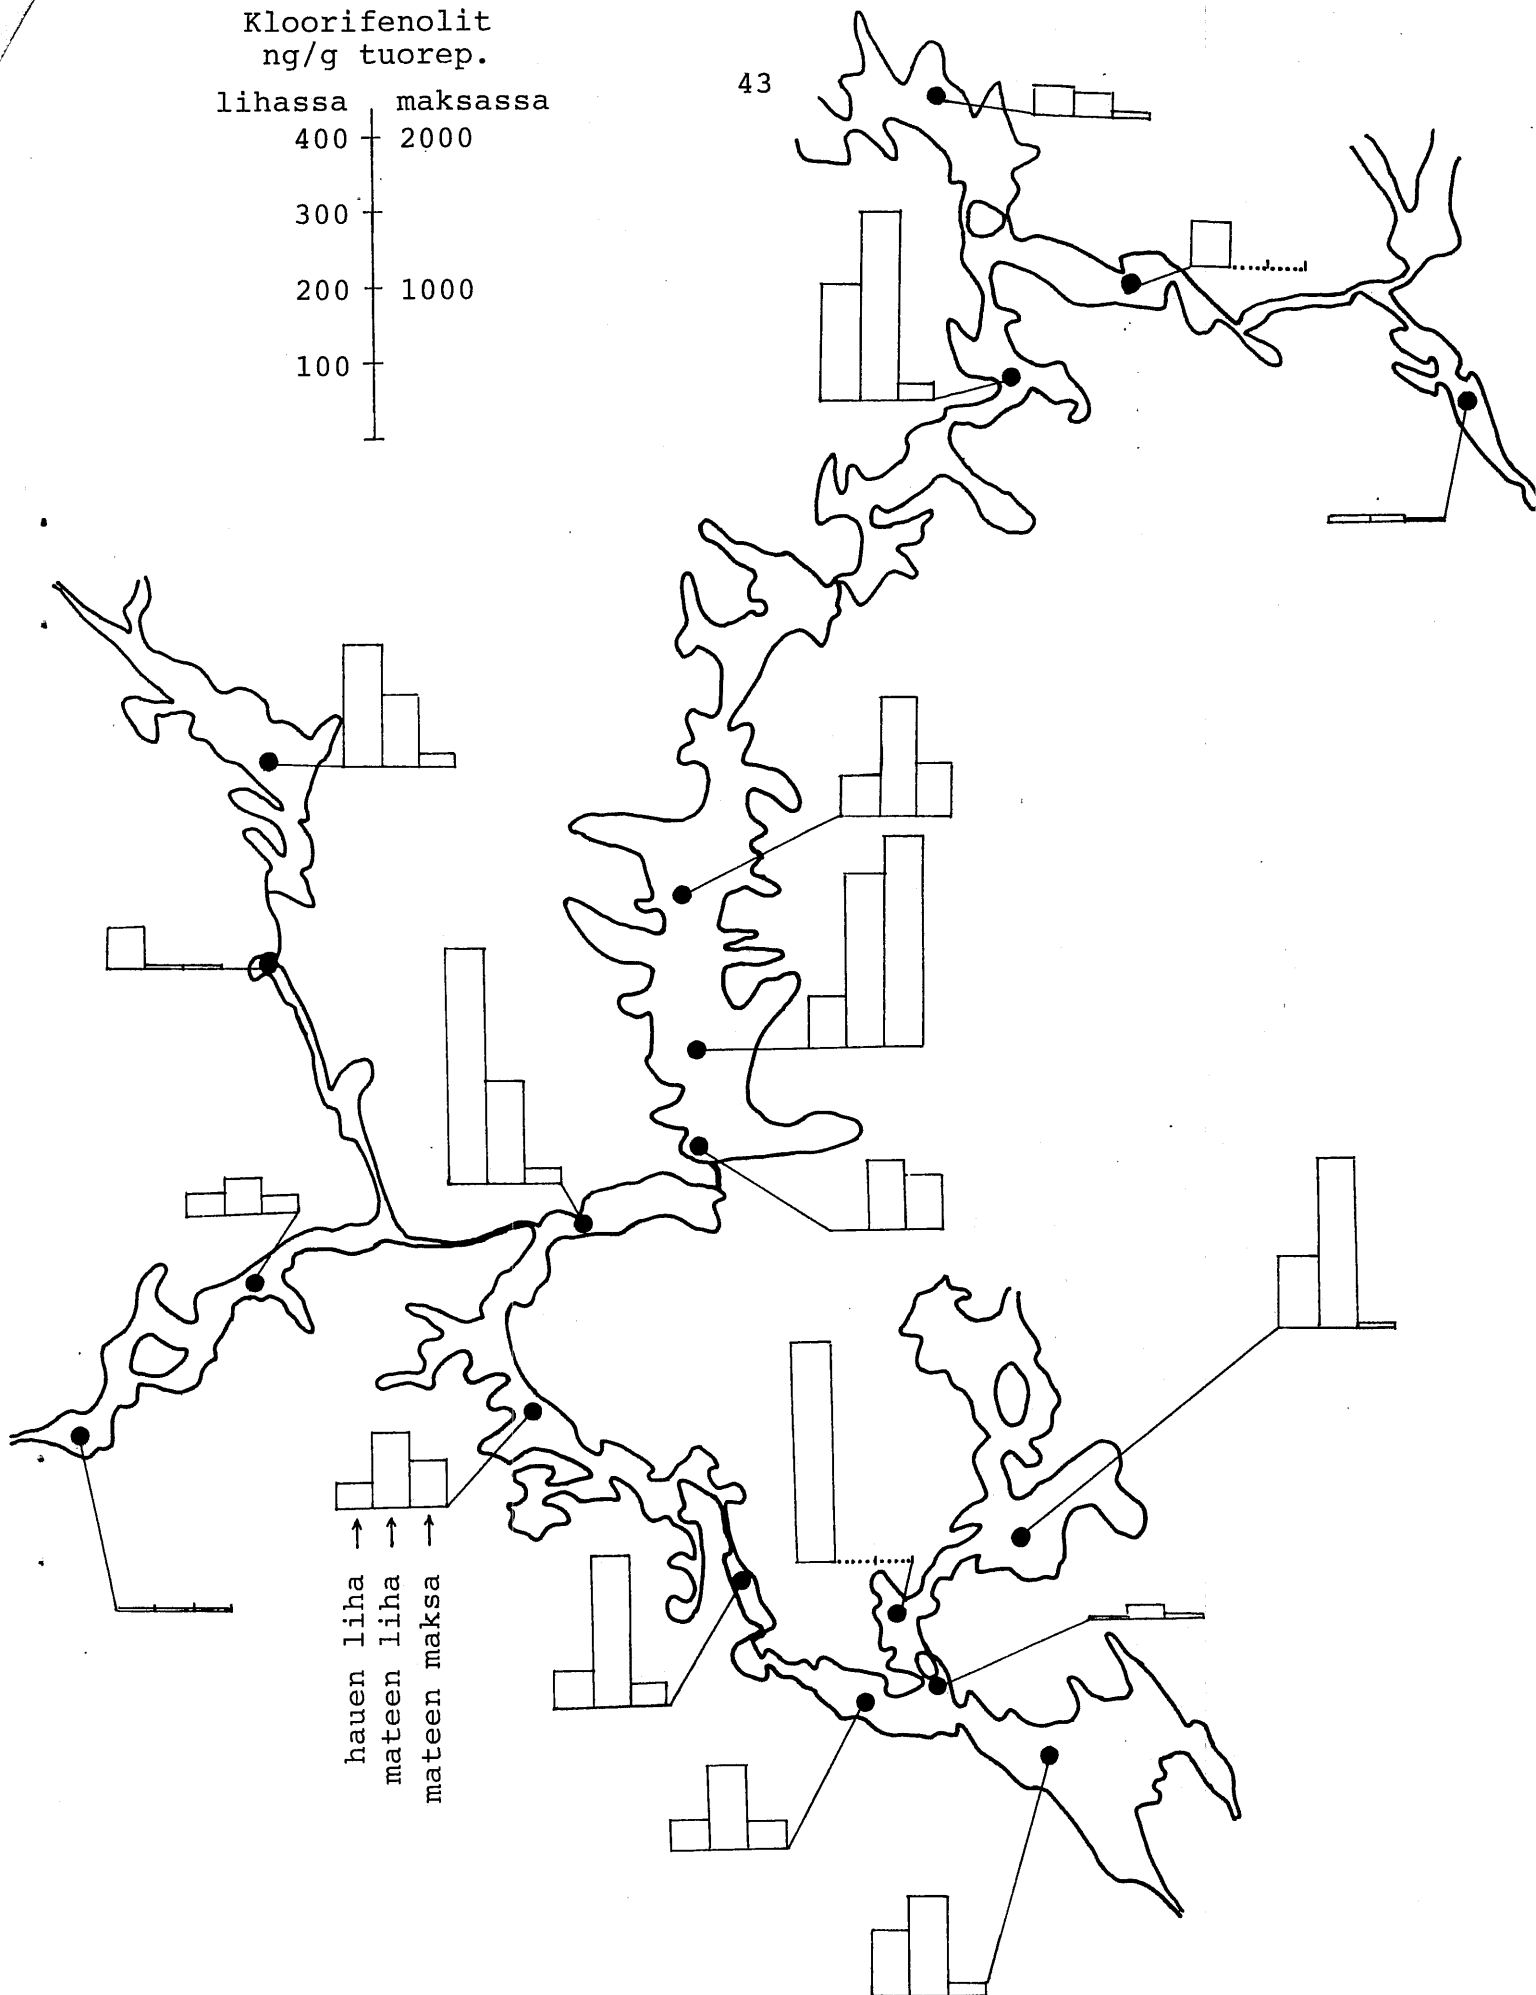 Kloorifenolit
ng/g tuorep.
43
lihassa maksassa
400 2000
300
200 1000
100
hauen liha
mateen liha
mateen maksa